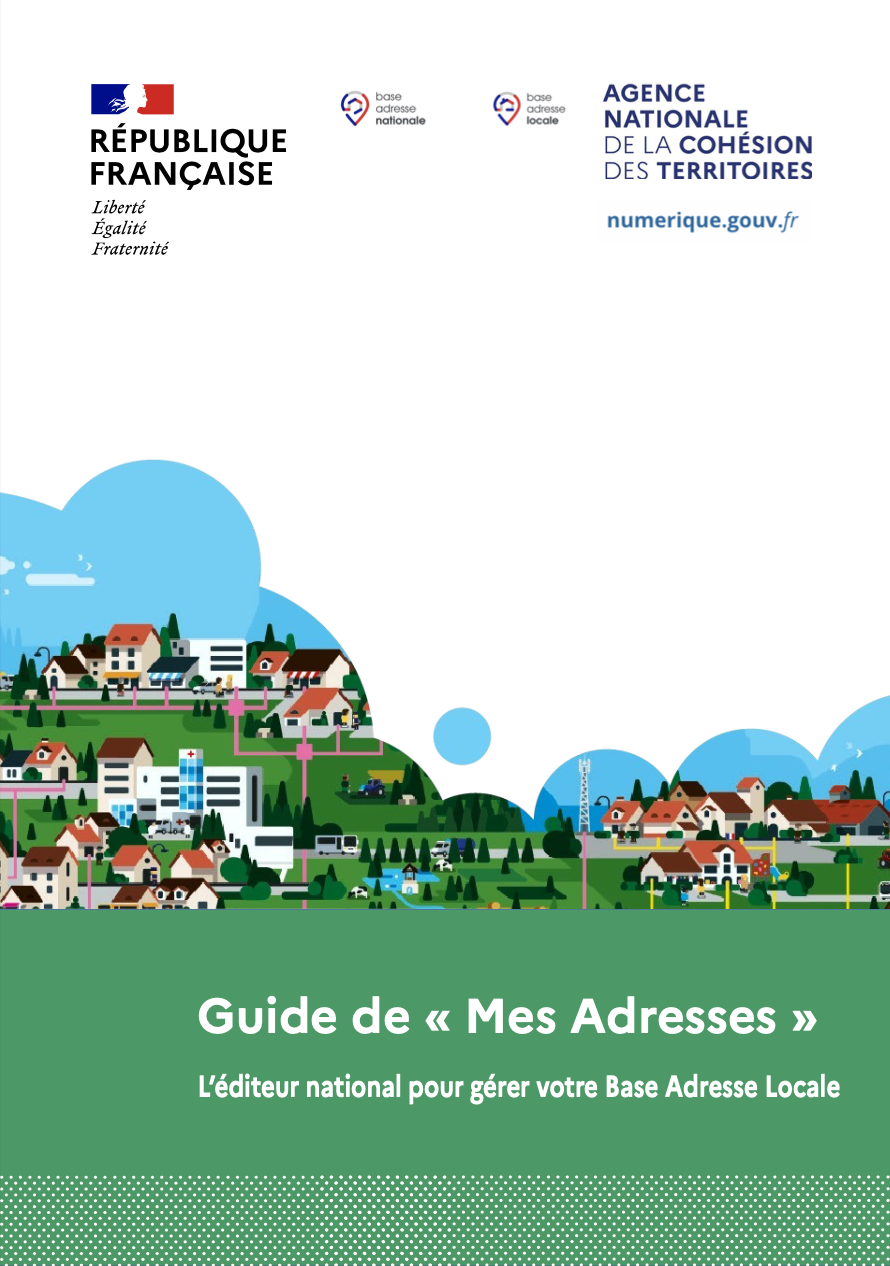 RÉPUBLIQUE
FRANÇAISE
Liberté
Égalité
Fraternité
base
adresse
nationale
base
adresse
locale
AGENCE
NATIONALE
DE LA COHÉSION
DES TERRITOIRES
numerique.gouv.fr
Guide de « Mes Adresses »
L'éditeur national pour gérer votre Base Adresse Locale